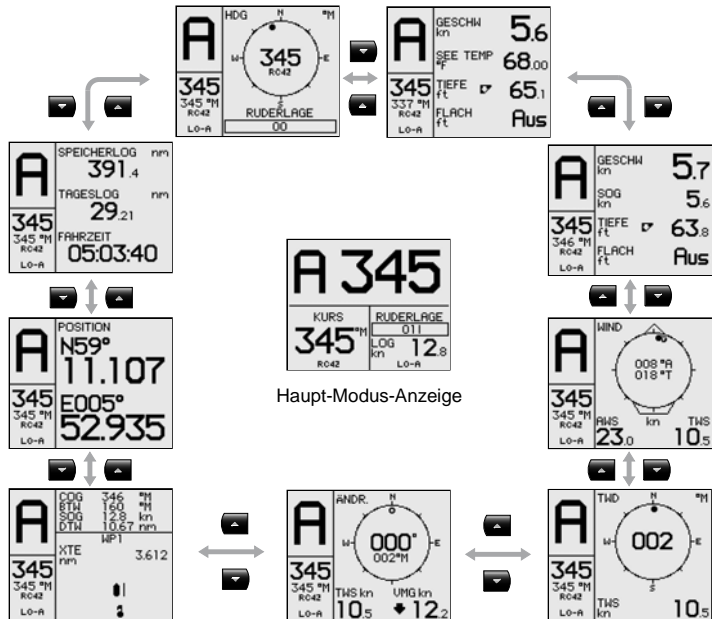 A
345
345 °M
RC42
LO-A
HDG N °M
W E
345
RC42
S
RUDERLAGE
00
A
345
337 °M
RC42
LO-A
GESCHW
kn 5.6
SEE TEMP
°F 68.00
TIEFE
ft 65.1
FLACH
ft Aus
A
345
345 °M
RC42
LO-A
SPEICHERLOG nm
391.4
TAGESLOG nm
29.21
FAHRZEIT
05:03:40
A
345
346 °M
RC42
LO-A
GESCHW
kn 5.7
SOG
kn 5.6
TIEFE
ft 63.8
FLACH
ft Aus
A 345
KURS
345°M
RC42
RUDERLAGE
01|
LOG
kn 12.8
LO-A
Haupt-Modus-Anzeige
A
345
345 °M
RC42
LO-A
POSITION
N59°
11.107
E005°
52.935
A
345
345 °M
RC42
LO-A
WIND
008 °A
018 °T
AWS kn TWS
23.0 10.5
A
345
345 °M
RC42
LO-A
COG 346 °M
BTW 160 °M
SOG 12.8 kn
DTW 10.67 nm
WP1
XTE
nm 3.612
A
345
345 °M
RC42
LO-A
ÄNDR. N
W E
000°
002°M
S
TWS kn VMG kn
10.5 12.2
A
345
345 °M
RC42
LO-A
TWD N °M
W E
002
S
TWS
kn 10.5